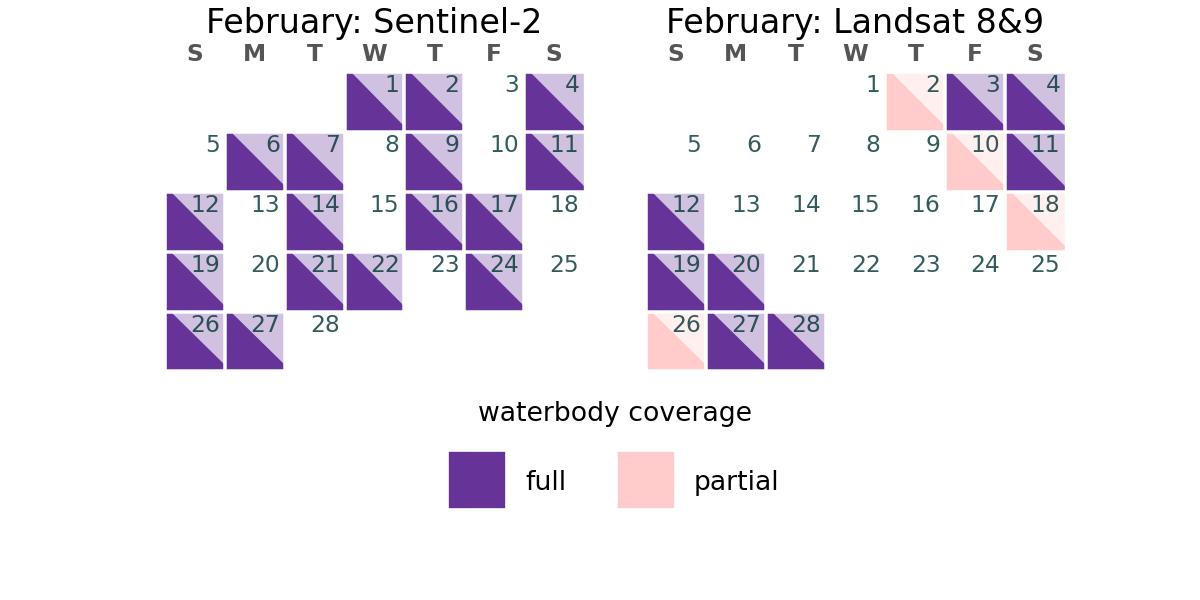 February: Sentinel-2
S M T W T F S
1 2 3 4
5 6 7 8 9 10 11
12 13 14 15 16 17 18
19 20 21 22 23 24 25
26 27 28
February: Landsat 8&9
S M T W T F S
1 2 3 4
5 6 7 8 9 10 11
12 13 14 15 16 17 18
19 20 21 22 23 24 25
26 27 28
waterbody coverage
full partial